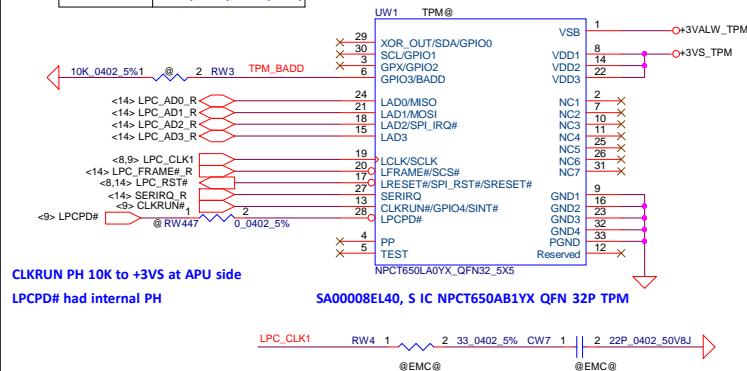 UW1 TPM@
29 XOR_OUT/SDA/GPIO0
30 SCL/GPIO1
3 GPX/GPIO2
10K_0402_5% 1 @ 2 RW3 TPM_BADD 6 GPIO3/BADD
<14> LPC_AD0_R 24 LAD0/MISO
<14> LPC_AD1_R 21 LAD1/MOSI
<14> LPC_AD2_R 18 LAD2/SPI_IRQ#
<14> LPC_AD3_R 15 LAD3
<8,9> LPC_CLK1 19 LCLK/SCLK
<14> LPC_FRAME#_R 20 LFRAME#/SCS#
<8,14> LPC_RST# 17 LRESET#/SPI_RST#/SRESET#
<14> SERIRQ_R 27 SERIRQ
<9> CLKRUN# 13 CLKRUN#/GPIO4/SINT#
<9> LPCPD# 1 2 28 LPCPD#
@ RW447 0_0402_5%
4 PP
5 TEST
VSB 1 +3VALW_TPM
VDD1 8 +3VS_TPM
VDD2 14
VDD3 22
NC1 2
NC2 7
NC3 10
NC4 11
NC5 25
NC6 26
NC7 31
GND1 9
GND2 16
GND3 23
GND4 32
PGND 33
Reserved 12
NPCT650LA0YX_QFN32_5X5
CLKRUN PH 10K to +3VS at APU side
LPCPD# had internal PH
SA00008EL40, S IC NPCT650AB1YX QFN 32P TPM
LPC_CLK1 RW4 1 2 33_0402_5% CW7 1 2 22P_0402_50V8J
@EMC@ @EMC@